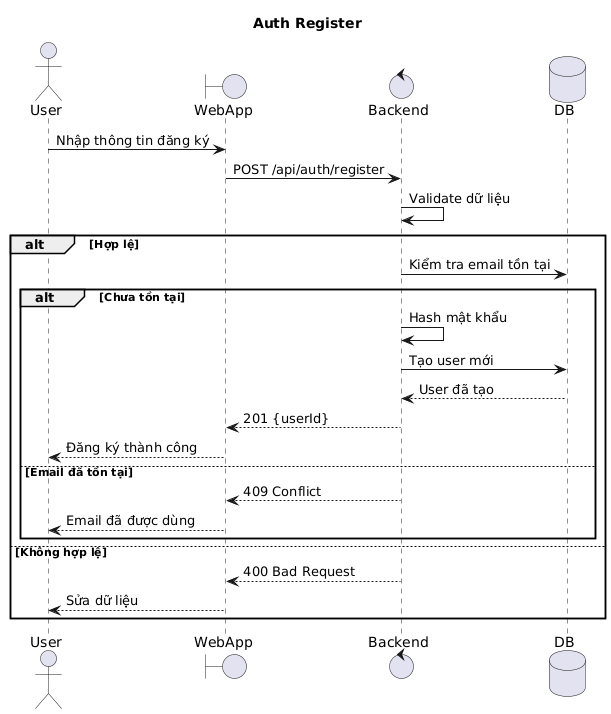 Auth Register
User
WebApp
Backend
DB
Nhập thông tin đăng ký
POST /api/auth/register
Validate dữ liệu
alt
[Hợp lệ]
Kiểm tra email tồn tại
alt
[Chưa tồn tại]
Hash mật khẩu
Tạo user mới
User đã tạo
201 {userId}
Đăng ký thành công
[Email đã tồn tại]
409 Conflict
Email đã được dùng
[Không hợp lệ]
400 Bad Request
Sửa dữ liệu
User
WebApp
Backend
DB